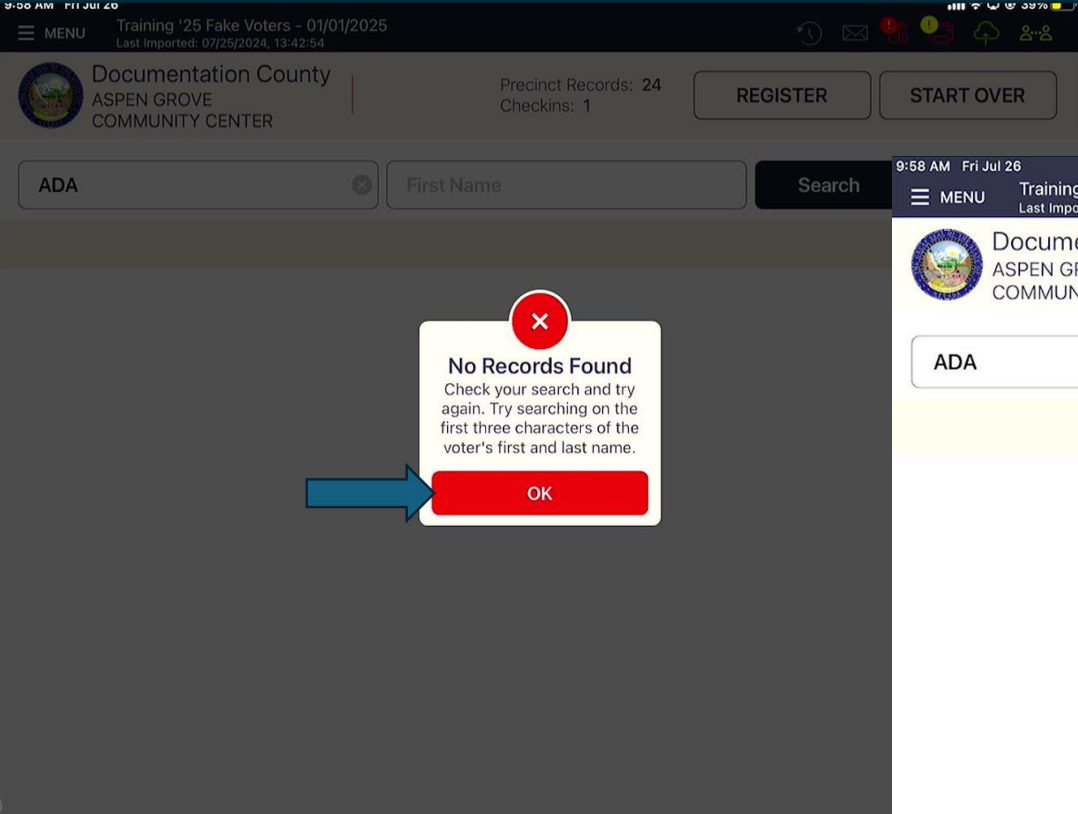 9:58 AM Fri Jul 26
39%
MENU
Training '25 Fake Voters - 01/01/2025
Last Imported: 07/25/2024, 13:42:54
Documentation County
ASPEN GROVE
COMMUNITY CENTER
Precinct Records: 24
Checkins: 1
REGISTER
START OVER
ADA
First Name
Search
No Records Found
Check your search and try
again. Try searching on the
first three characters of the
voter's first and last name.
OK
9:58 AM Fri Jul 26
MENU
Training
Last Impo
Docume
ASPEN GR
COMMUN
ADA